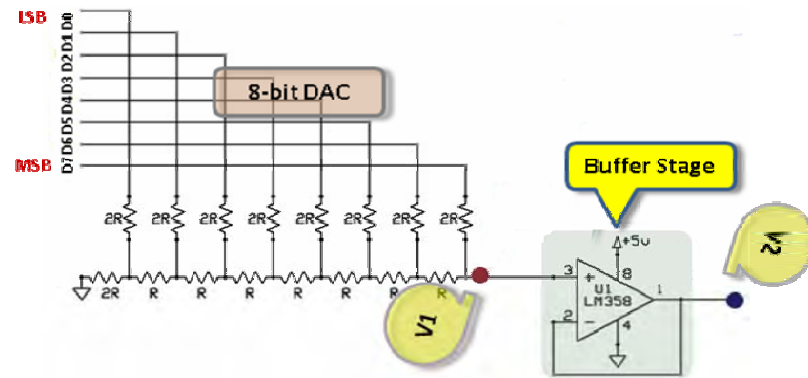 LSB
D0
D1
D2
D3
D4
D5
D6
D7
MSB
8-bit DAC
Buffer Stage
2R 2R 2R 2R 2R 2R 2R 2R
+5v
V2
3 + 8
U1 1
LM358
2 - 4
2R R R R R R R R
V1